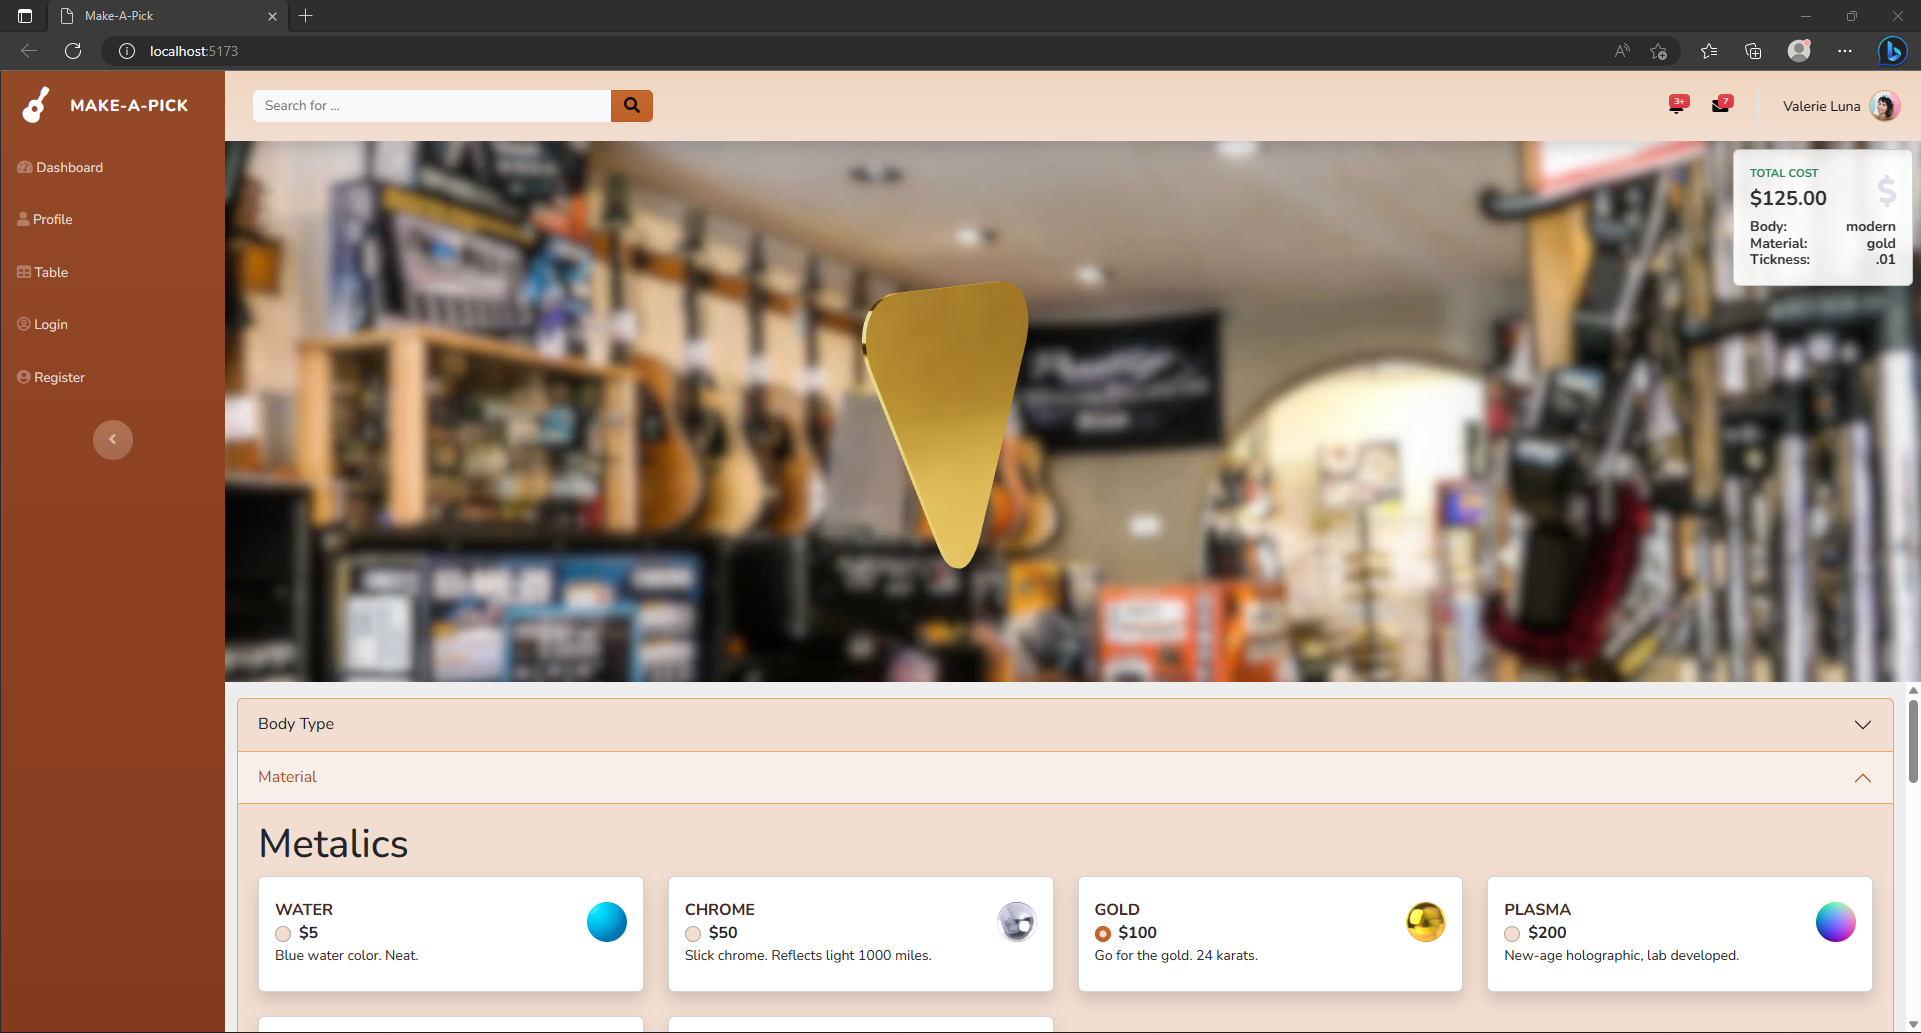 Make-A-Pick
localhost:5173
MAKE-A-PICK
Search for ...
3+
7
Valerie Luna
Dashboard
Profile
Table
Login
Register
TOTAL COST
$125.00
$
Body: modern
Material: gold
Tickness: .01
Body Type
Material
Metalics
WATER
$5
Blue water color. Neat.
CHROME
$50
Slick chrome. Reflects light 1000 miles.
GOLD
$100
Go for the gold. 24 karats.
PLASMA
$200
New-age holographic, lab developed.